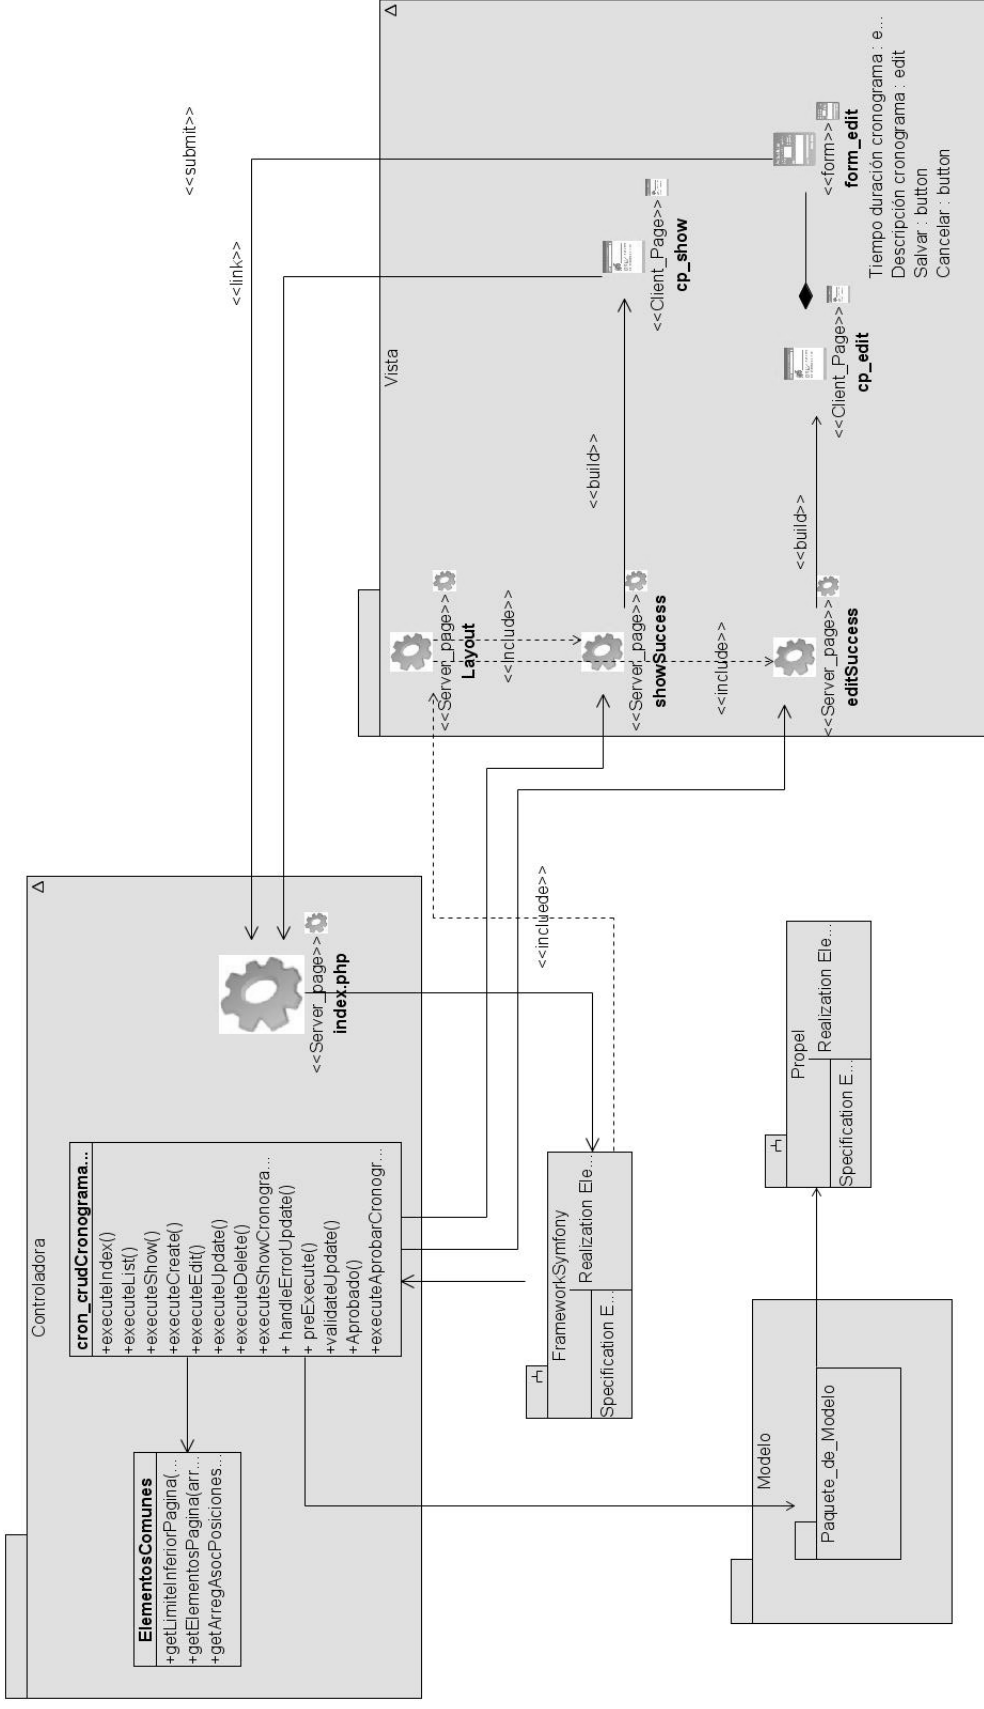 Controladora
ElementosComunes
+getLimiteInferiorPagina(...
+getElementosPagina(arr...
+getArregAsocPosiciones...
cron_crudCronograma...
+executeIndex()
+executeList()
+executeShow()
+executeCreate()
+executeEdit()
+executeUpdate()
+executeDelete()
+executeShowCronogra...
+ handleErrorUpdate()
+ preExecute()
+validateUpdate()
+Aprobado()
+executeAprobarCronogr...
<<Server_page>>
index.php
<<submit>>
<<link>>
Vista
<<Server_page>>
Layout
<<Include>>
<<Server_page>>
showSuccess
<<include>>
<<Server_page>>
editSuccess
<<build>>
<<Client_Page>>
cp_show
<<build>>
<<Client_Page>>
cp_edit
<<form>>
form_edit
Tiempo duración cronograma : e...
Descripción cronograma : edit
Salvar : button
Cancelar : button
<<incluede>>
FrameworkSymfony
Specification E...
Realization Ele...
Modelo
Paquete_de_Modelo
Propel
Specification E...
Realization Ele...